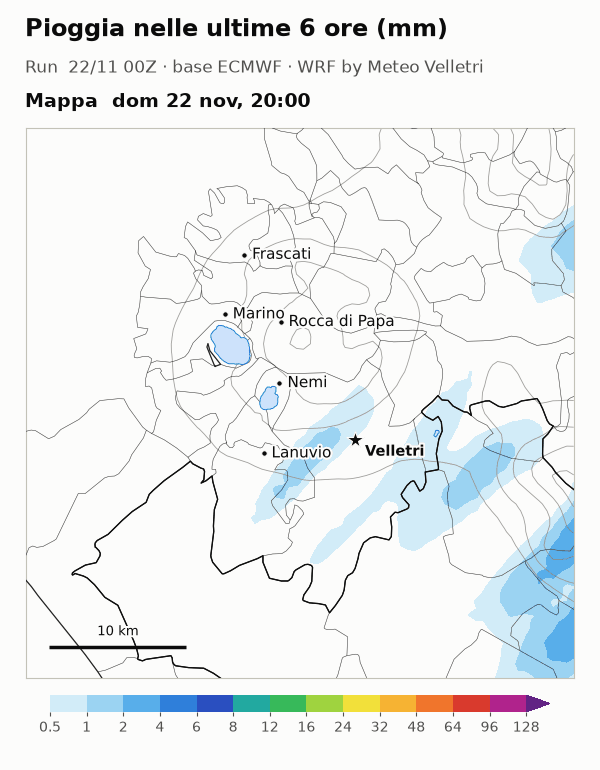 Pioggia nelle ultime 6 ore (mm)
Run  22/11 00Z · base ECMWF · WRF by Meteo Velletri
Mappa  dom 22 nov, 20:00
Frascati
Marino
Rocca di Papa
Nemi
Lanuvio
Velletri
10 km
0.5 1 2 4 6 8 12 16 24 32 48 64 96 128